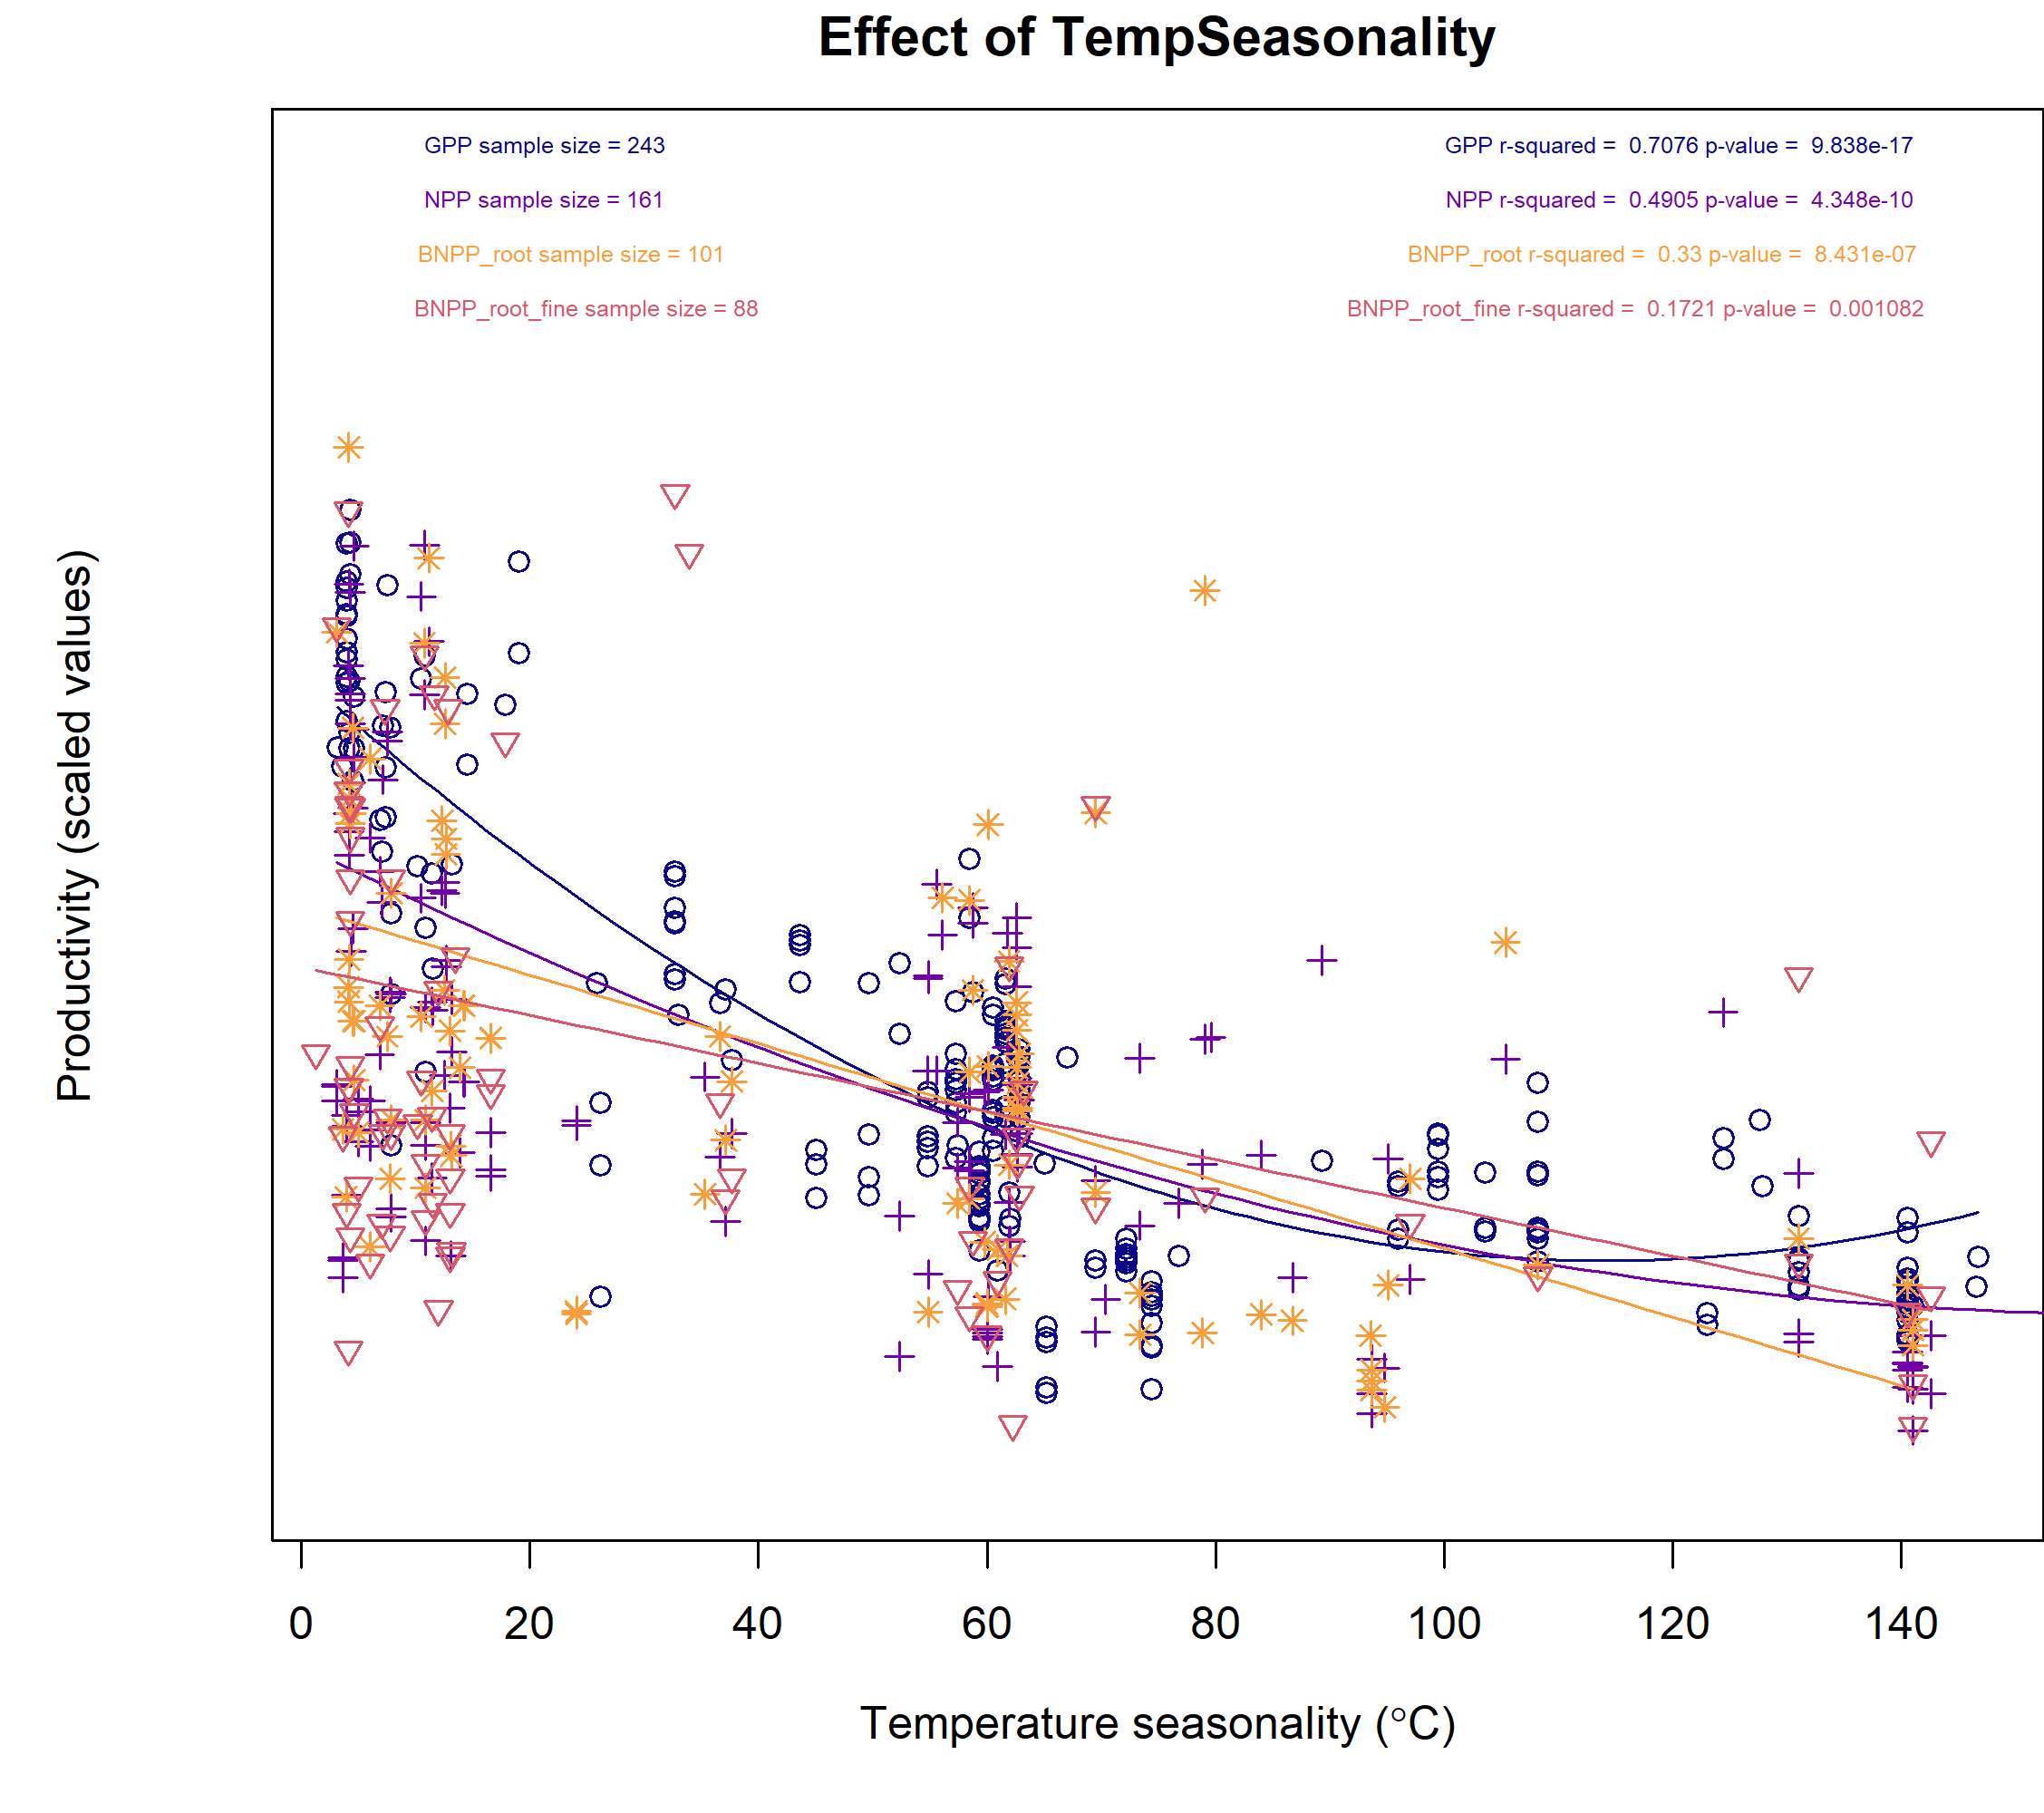 Effect of TempSeasonality
GPP sample size = 243
GPP r-squared = 0.7076 p-value = 9.838e-17
NPP sample size = 161
NPP r-squared = 0.4905 p-value = 4.348e-10
BNPP_root sample size = 101
BNPP_root r-squared = 0.33 p-value = 8.431e-07
BNPP_root_fine sample size = 88
BNPP_root_fine r-squared = 0.1721 p-value = 0.001082
Productivity (scaled values)
0 20 40 60 80 100 120 140
Temperature seasonality (°C)